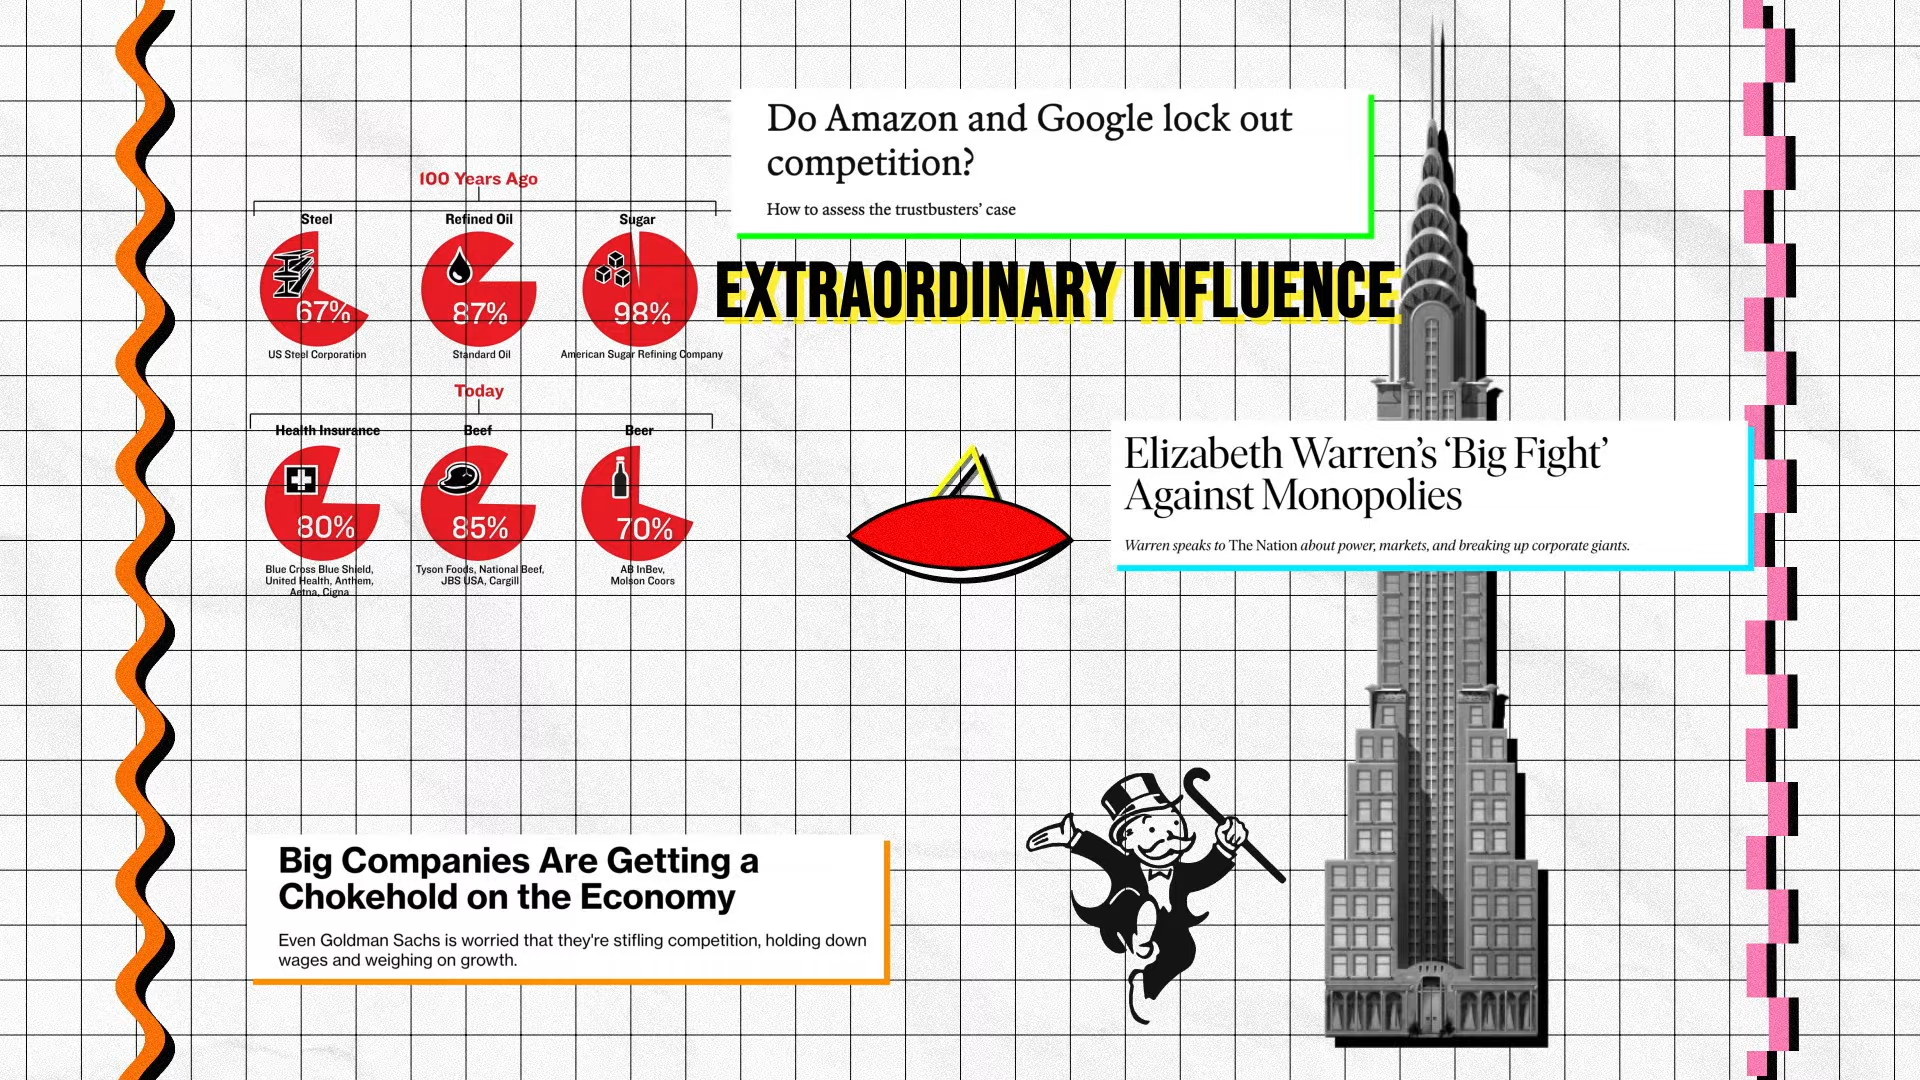 Do Amazon and Google lock out
competition?
How to assess the trustbusters’ case
100 Years Ago
Steel
Refined Oil
Sugar
67%
87%
98%
US Steel Corporation
Standard Oil
American Sugar Refining Company
EXTRAORDINARY INFLUENCE
Today
Health Insurance
Beef
Beer
80%
85%
70%
Blue Cross Blue Shield,
United Health, Anthem,
Aetna, Cigna
Tyson Foods, National Beef,
JBS USA, Cargill
AB InBev,
Molson Coors
Elizabeth Warren’s ‘Big Fight’
Against Monopolies
Warren speaks to The Nation about power, markets, and breaking up corporate giants.
Big Companies Are Getting a
Chokehold on the Economy
Even Goldman Sachs is worried that they're stifling competition, holding down
wages and weighing on growth.